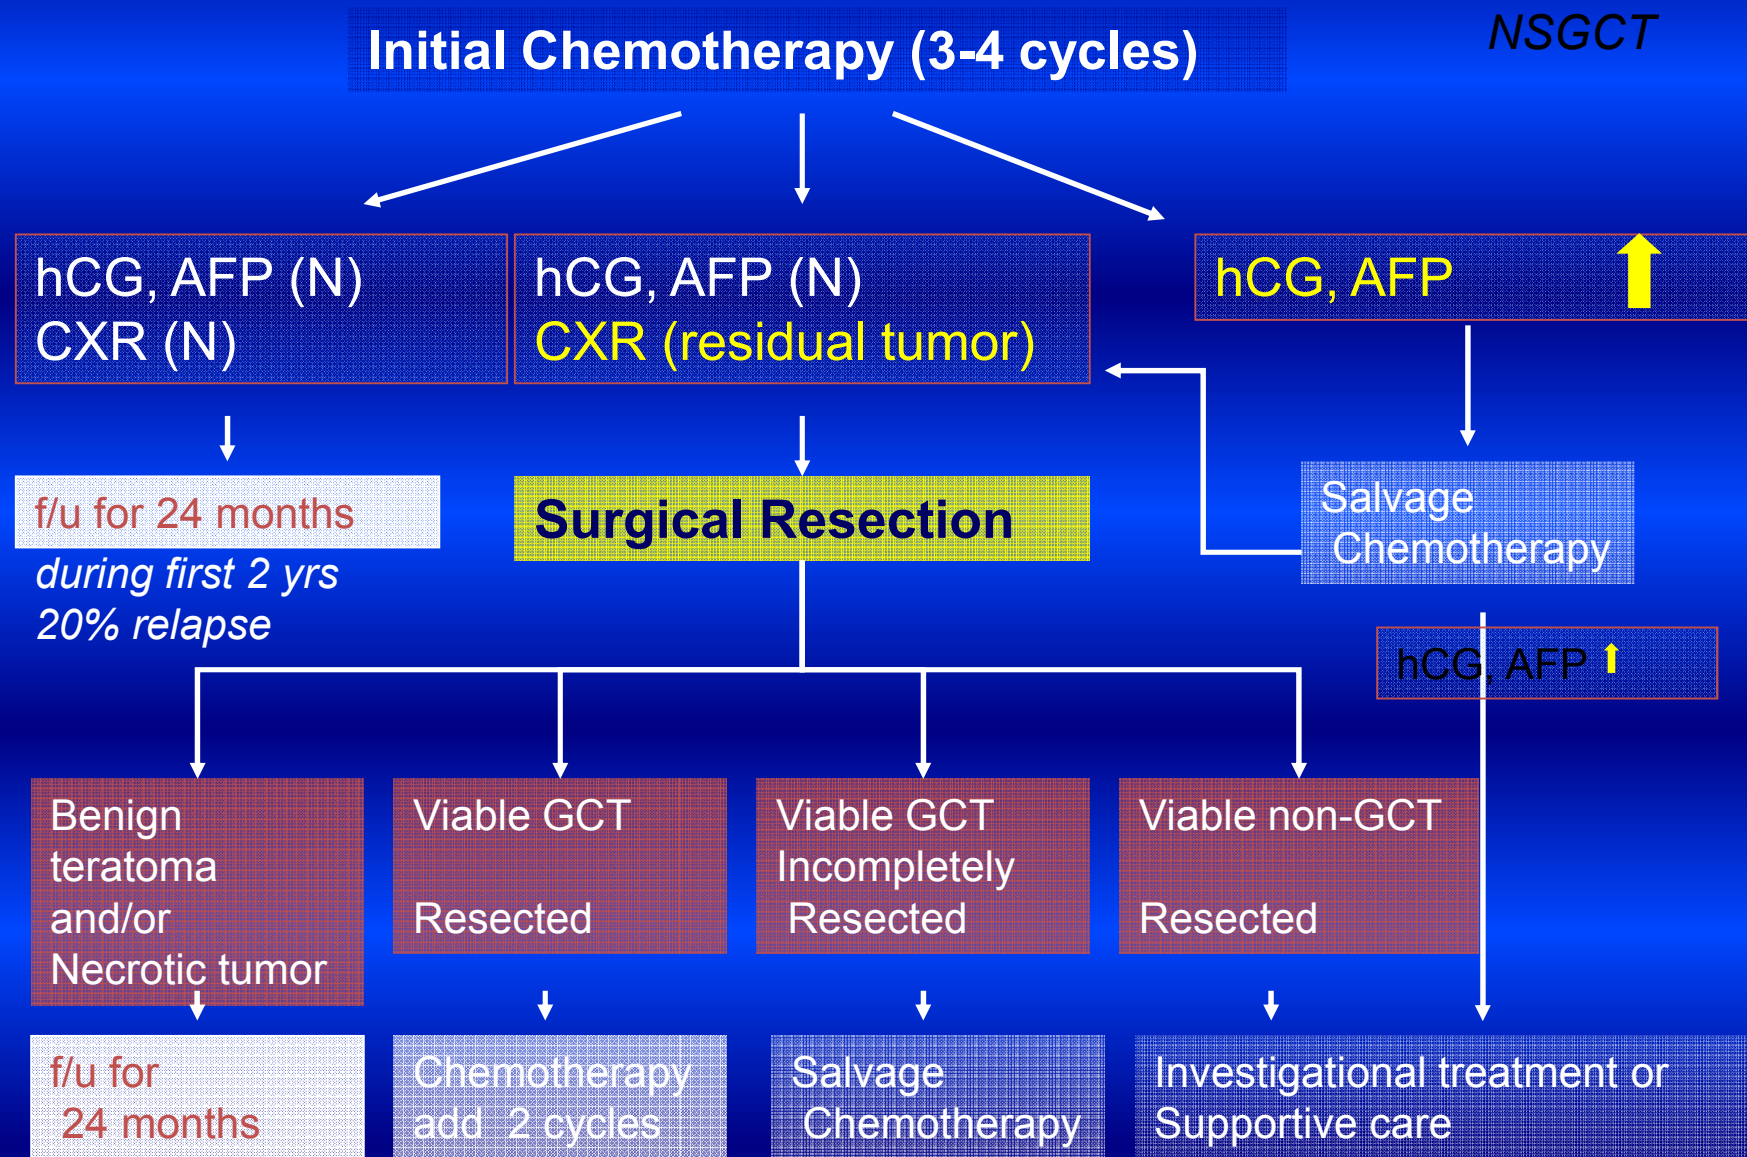 Initial Chemotherapy (3-4 cycles)
NSGCT
hCG, AFP (N)
CXR (N)
hCG, AFP (N)
CXR (residual tumor)
hCG, AFP
f/u for 24 months
during first 2 yrs
20% relapse
Surgical Resection
Salvage
Chemotherapy
hCG, AFP
Benign
teratoma
and/or
Necrotic tumor
Viable GCT
Resected
Viable GCT
Incompletely
Resected
Viable non-GCT
Resected
f/u for
24 months
Chemotherapy
add 2 cycles
Salvage
Chemotherapy
Investigational treatment or
Supportive care